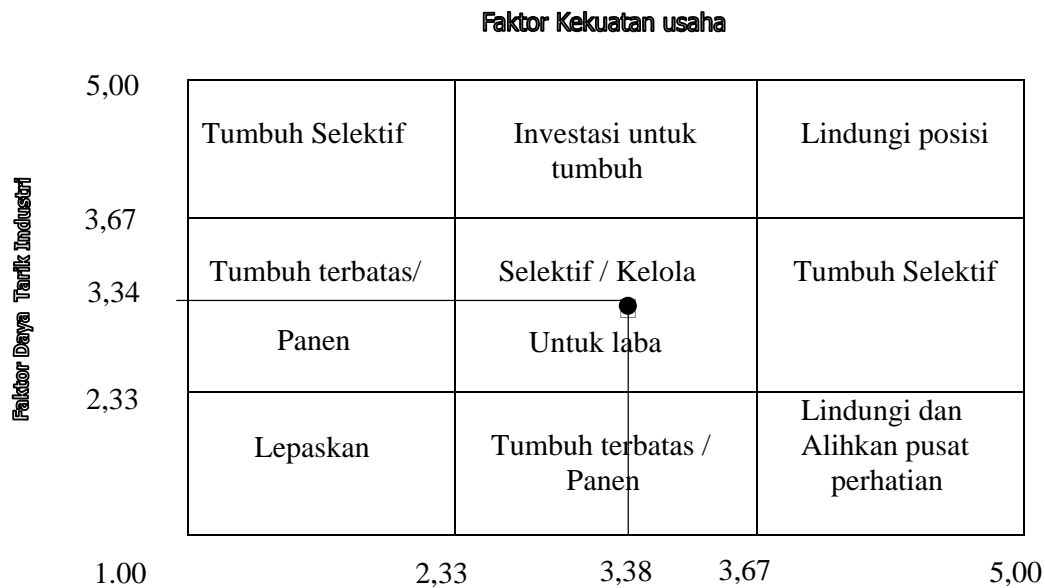 Faktor Kekuatan usaha
5,00
Tumbuh Selektif
Investasi untuk
tumbuh
Lindungi posisi
3,67
Faktor Daya Tarik Industri
Tumbuh terbatas/
Panen
Selektif / Kelola
Untuk laba
Tumbuh Selektif
3,34
2,33
Lepaskan
Tumbuh terbatas /
Panen
Lindungi dan
Alihkan pusat
perhatian
1.00
2,33
3,38
3,67
5,00